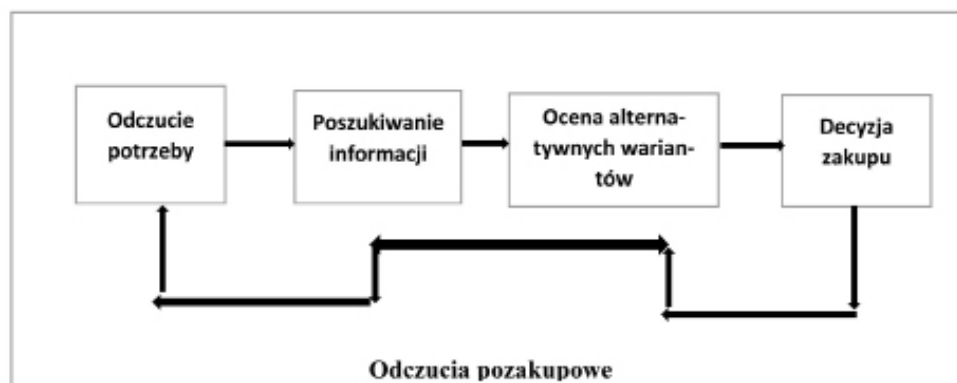 Odczucie
potrzeby
Poszukiwanie
informacji
Ocena alterna-
tywnych warian-
tów
Decyzja
zakupu
Odczucia pozakupowe